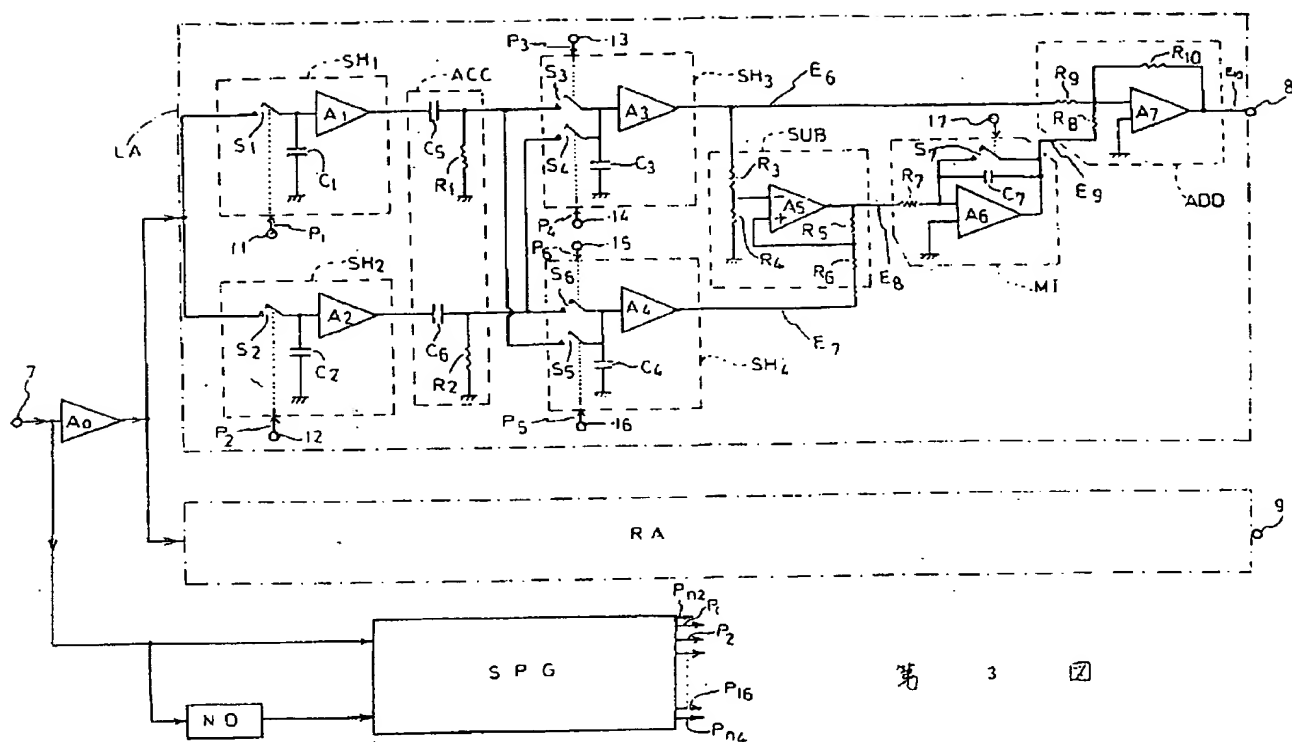 P3 13
SH1
ACC
S3
SH3
E6
R10
R9
E10
8
LA
S1
A1
C5
R1
S4
A3
C3
R8
A7
17
SUB
S7
C1
R3
A5
- +
R7
C7
E9
ADD
11 P1
P4 14
P6 15
R4
R5
R6
E8
A6
MI
SH2
S6
S2
A2
C6
R2
C2
A4
S5
C4
E7
SH4
7
A0
P2 12
P5 16
RA
9
Pn2
P1
P2
SPG
P16
Pn4
ND
第 3 図